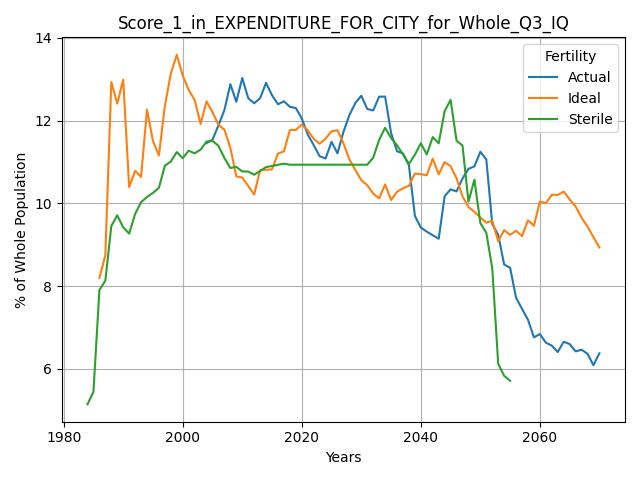 Score_1_in_EXPENDITURE_FOR_CITY_for_Whole_Q3_IQ
14
12
10
8
6
% of Whole Population
Fertility
Actual
Ideal
Sterile
1980
2000
2020
2040
2060
Years